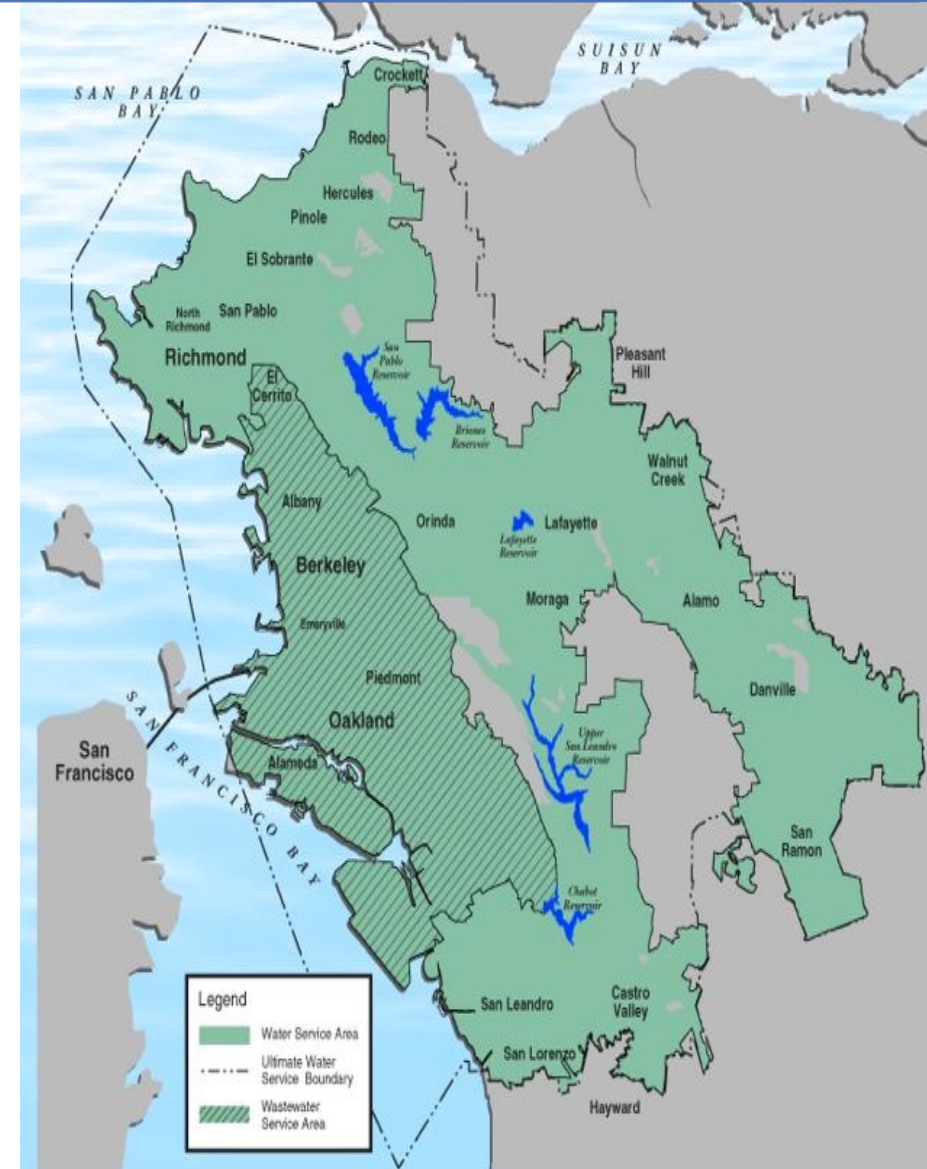 SUISUN
BAY
SAN PABLO
BAY
Crockett
Rodeo
Hercules
Pinole
El Sobrante
North
Richmond
San Pablo
Richmond
San
Pablo
Reservoir
El
Cerrito
Pleasant
Hill
Briones
Reservoir
Walnut
Creek
Albany
Orinda
Lafayette
Lafayette
Reservoir
Berkeley
Moraga
Alamo
Emeryville
Piedmont
Danville
Oakland
Upper
San Leandro
Reservoir
San
Francisco
SAN FRANCISCO BAY
Alameda
San
Ramon
Chabot
Reservoir
San Leandro
Castro
Valley
San Lorenzo
Hayward
Legend
Water Service Area
Ultimate Water
Service Boundary
Wastewater
Service Area